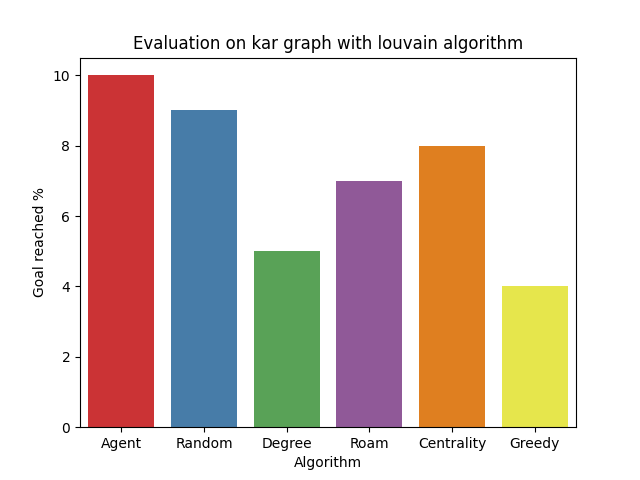 Evaluation on kar graph with louvain algorithm
10
8
6
4
2
0
Goal reached %
Agent Random Degree Roam Centrality Greedy
Algorithm